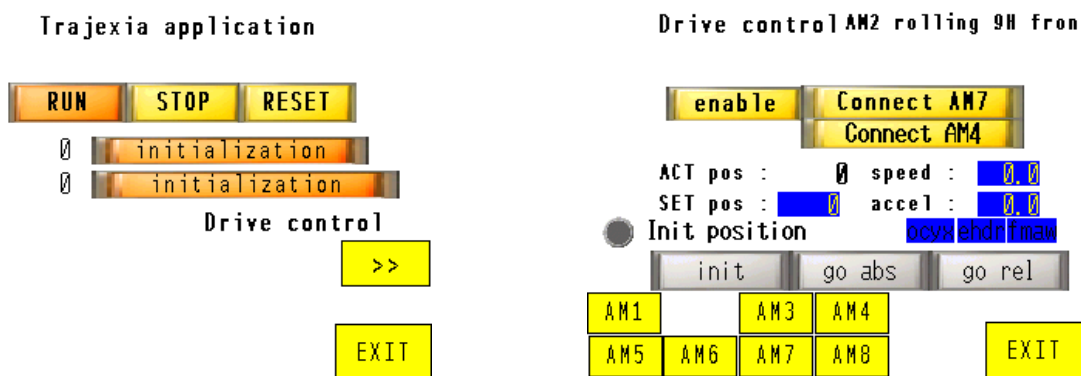 Trajexia application
RUN STOP RESET
0 initialization
0 initialization
Drive control
>>
EXIT
Drive control AM2 rolling 9H fron
enable Connect AM7
Connect AM4
ACT pos : 0 speed : 0.0
SET pos : 0 accel : 0.0
Init position ocyx ehdr fmaw
init go abs go rel
AM1 AM3 AM4
AM5 AM6 AM7 AM8 EXIT